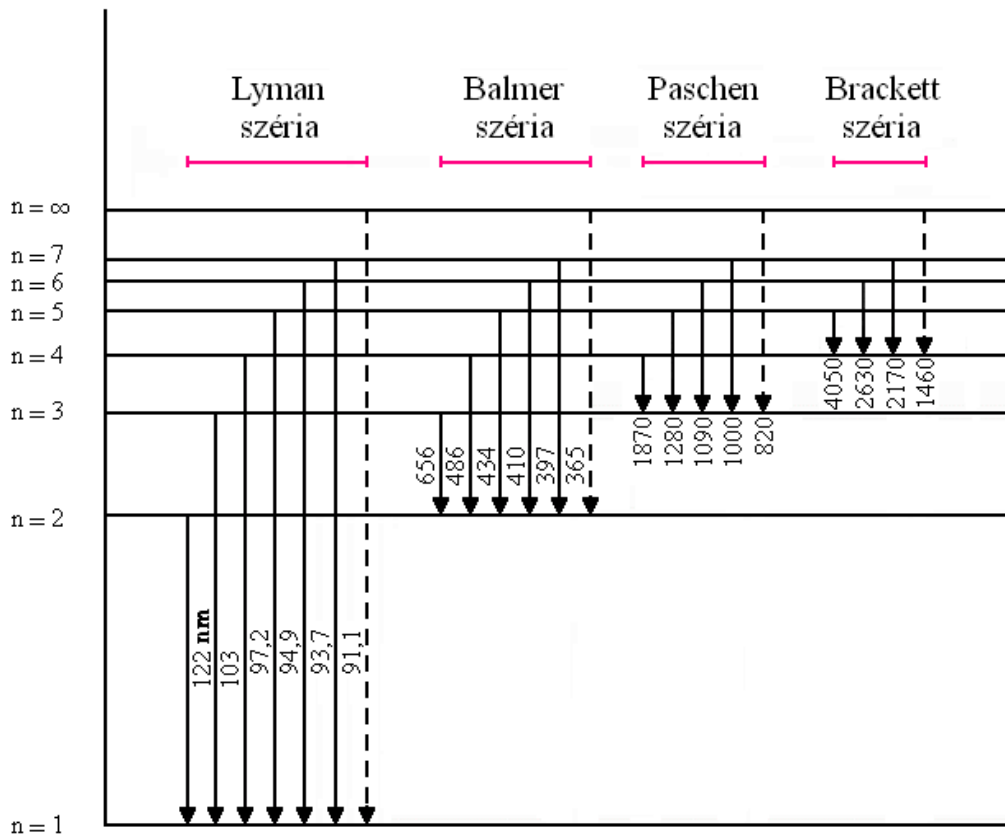 Lyman
széria
Balmer
széria
Paschen
széria
Brackett
széria
n = ∞
n = 7
n = 6
n = 5
n = 4
n = 3
n = 2
n = 1
122 nm
103
97,2
94,9
93,7
91,1
656
486
434
410
397
365
1870
1280
1090
1000
820
4050
2630
2170
1460